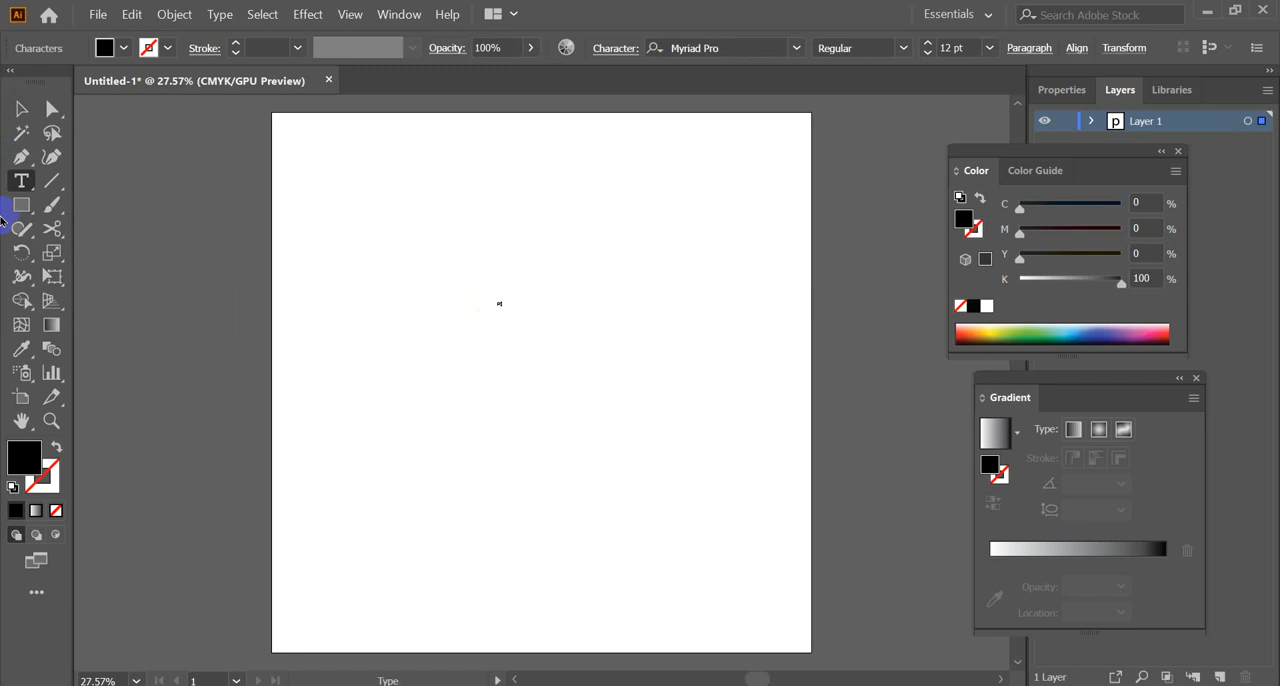 Ai File Edit Object Type Select Effect View Window Help Essentials Search Adobe Stock
Characters Stroke: Opacity: 100% Character: Myriad Pro Regular 12 pt Paragraph Align Transform
Untitled-1* @ 27.57% (CMYK/GPU Preview)
Properties Layers Libraries
p Layer 1
Color Color Guide
C 0 %
M 0 %
Y 0 %
K 100 %
Gradient
Type:
Stroke:
Opacity:
Location:
T
p
27.57% 1 Type
1 Layer